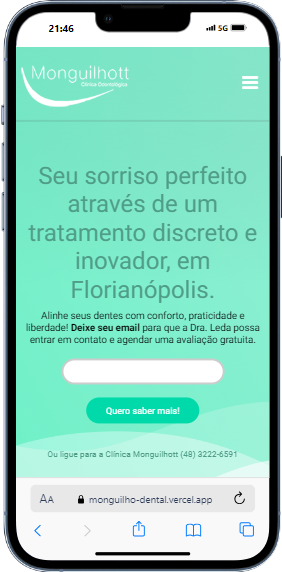 21:46
5G
Monguilhott
Clínica Odontológica
Seu sorriso perfeito
através de um
tratamento discreto e
inovador, em
Florianópolis.
Alinhe seus dentes com conforto, praticidade e
liberdade! Deixe seu email para que a Dra. Leda possa
entrar em contato e agendar uma avaliação gratuita.
Quero saber mais!
Ou ligue para a Clínica Monguilhott (48) 3222-6591
AA
monguilho-dental.vercel.app